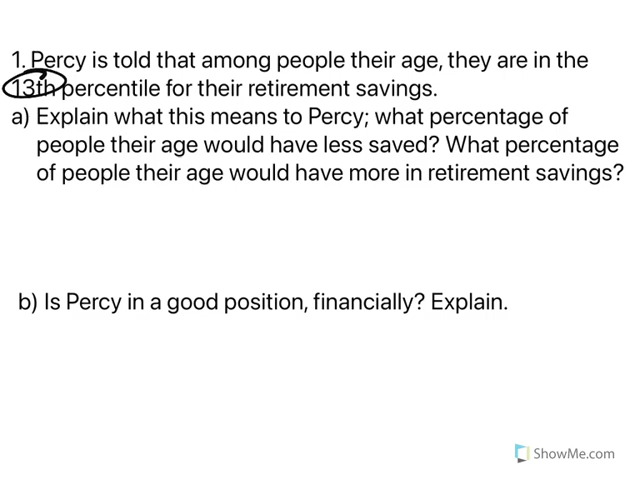 1. Percy is told that among people their age, they are in the
13th percentile for their retirement savings.
a) Explain what this means to Percy; what percentage of
people their age would have less saved? What percentage
of people their age would have more in retirement savings?
b) Is Percy in a good position, financially? Explain.
ShowMe.com